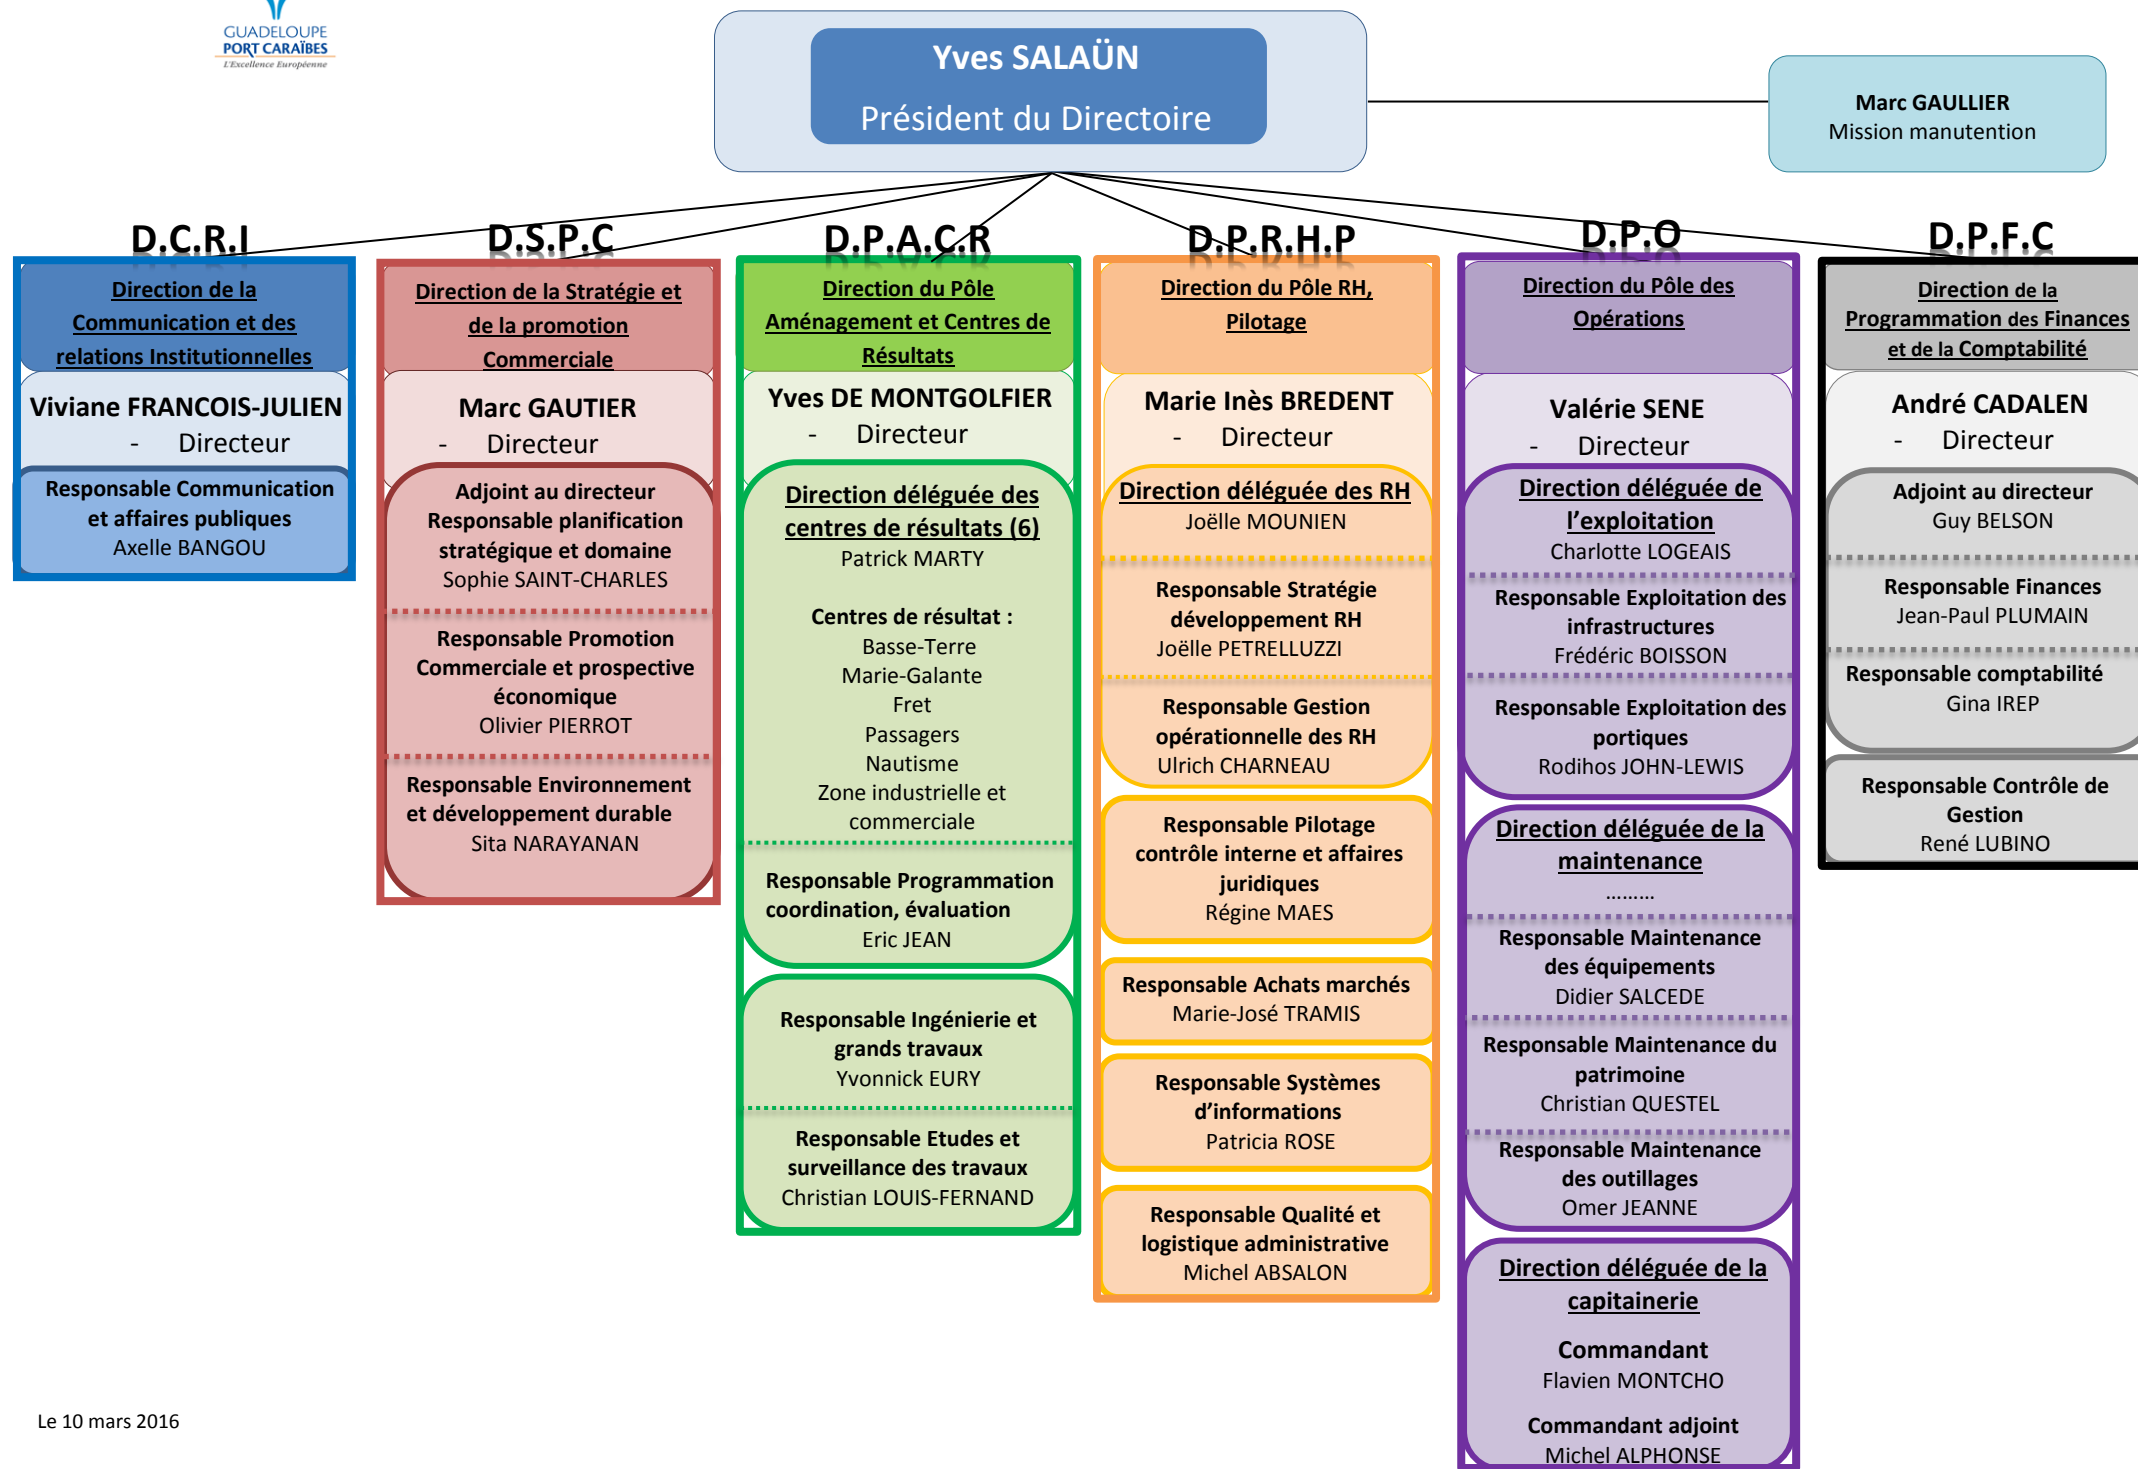 GUADELOUPE
PORT CARAÏBES
L'Excellence Européenne
Yves SALAÜN
Président du Directoire
Marc GAULLIER
Mission manutention
D.C.R.I
Direction de la
Communication et des
relations Institutionnelles
Viviane FRANCOIS-JULIEN
- Directeur
Responsable Communication
et affaires publiques
Axelle BANGOU
D.S.P.C
Direction de la Stratégie et
de la promotion
Commerciale
Marc GAUTIER
- Directeur
Adjoint au directeur
Responsable planification
stratégique et domaine
Sophie SAINT-CHARLES
Responsable Promotion
Commerciale et prospective
économique
Olivier PIERROT
Responsable Environnement
et développement durable
Sita NARAYANAN
D.P.A.C.R
Direction du Pôle
Aménagement et Centres de
Résultats
Yves DE MONTGOLFIER
- Directeur
Direction déléguée des
centres de résultats (6)
Patrick MARTY
Centres de résultat :
Basse-Terre
Marie-Galante
Fret
Passagers
Nautisme
Zone industrielle et
commerciale
Responsable Programmation
coordination, évaluation
Eric JEAN
Responsable Ingénierie et
grands travaux
Yvonnick EURY
Responsable Etudes et
surveillance des travaux
Christian LOUIS-FERNAND
D.P.R.H.P
Direction du Pôle RH,
Pilotage
Marie Inès BREDENT
- Directeur
Direction déléguée des RH
Joëlle MOUNIEN
Responsable Stratégie
développement RH
Joëlle PETRELLUZZI
Responsable Gestion
opérationnelle des RH
Ulrich CHARNEAU
Responsable Pilotage
contrôle interne et affaires
juridiques
Régine MAES
Responsable Achats marchés
Marie-José TRAMIS
Responsable Systèmes
d’informations
Patricia ROSE
Responsable Qualité et
logistique administrative
Michel ABSALON
D.P.O
Direction du Pôle des
Opérations
Valérie SENE
- Directeur
Direction déléguée de
l’exploitation
Charlotte LOGEAIS
Responsable Exploitation des
infrastructures
Frédéric BOISSON
Responsable Exploitation des
portiques
Rodihos JOHN-LEWIS
Direction déléguée de la
maintenance
.........
Responsable Maintenance
des équipements
Didier SALCEDE
Responsable Maintenance du
patrimoine
Christian QUESTEL
Responsable Maintenance
des outillages
Omer JEANNE
Direction déléguée de la
capitainerie
Commandant
Flavien MONTCHO
Commandant adjoint
Michel ALPHONSE
D.P.F.C
Direction de la
Programmation des Finances
et de la Comptabilité
André CADALEN
- Directeur
Adjoint au directeur
Guy BELSON
Responsable Finances
Jean-Paul PLUMAIN
Responsable comptabilité
Gina IREP
Responsable Contrôle de
Gestion
René LUBINO
Le 10 mars 2016